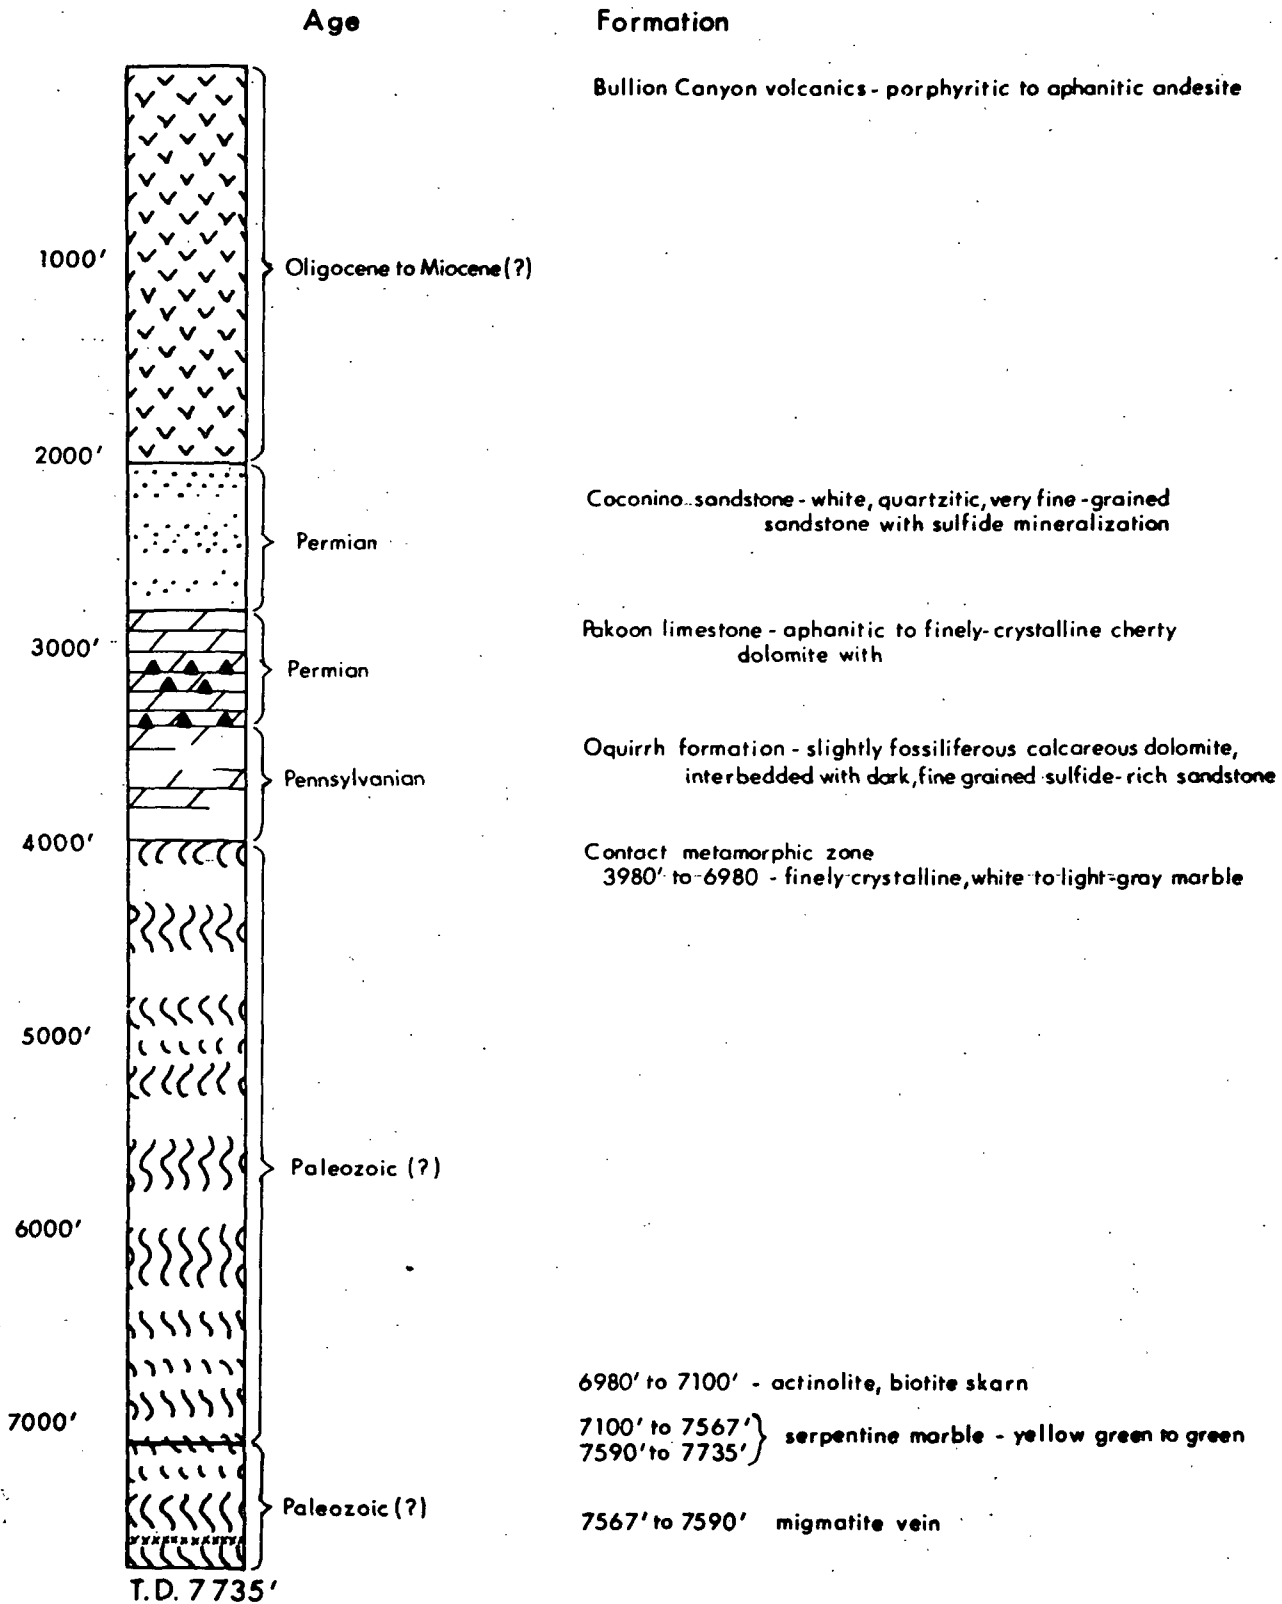 Age Formation
Bullion Canyon volcanics - porphyritic to aphanitic andesite
1000'
Oligocene to Miocene (?)
2000'
Coconino sandstone - white, quartzitic, very fine-grained
sandstone with sulfide mineralization
Permian
Pakoon limestone - aphanitic to finely-crystalline cherty
dolomite with
3000'
Permian
Oquirrh formation - slightly fossiliferous calcareous dolomite,
interbedded with dark, fine grained sulfide-rich sandstone
Pennsylvanian
4000'
Contact metamorphic zone
3980' to 6980 - finely crystalline, white to light-gray marble
5000'
Paleozoic (?)
6000'
6980' to 7100' - actinolite, biotite skarn
7000'
7100' to 7567' } serpentine marble - yellow green to green
7590' to 7735'
Paleozoic (?)
7567' to 7590' migmatite vein
T.D. 7735'